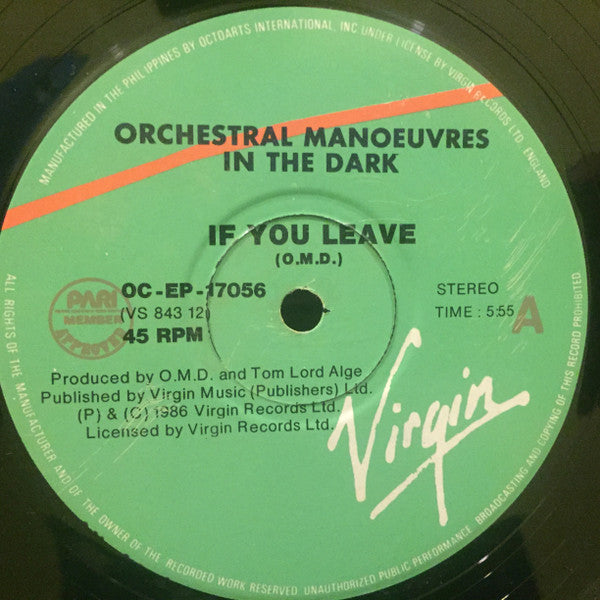 MANUFACTURED IN THE PHILIPPINES BY OCTOARTS INTERNATIONAL, INC UNDER LICENSE BY VIRGIN RECORDS LTD. ENGLAND
ORCHESTRAL MANOEUVRES
IN THE DARK
IF YOU LEAVE
(O.M.D.)
OC-EP-17056
(VS 843 12)
45 RPM
STEREO
TIME : 5:55
A
PARI
MEMBER
APPROVED
Produced by O.M.D. and Tom Lord Alge
Published by Virgin Music (Publishers) Ltd.
(P) & (C) 1986 Virgin Records Ltd.
Licensed by Virgin Records Ltd.
Virgin
ALL RIGHTS OF THE MANUFACTURER AND OF THE OWNER OF THE RECORDED WORK RESERVED. UNAUTHORIZED PUBLIC PERFORMANCE. BROADCASTING AND COPYING OF THIS RECORD PROHIBITED.